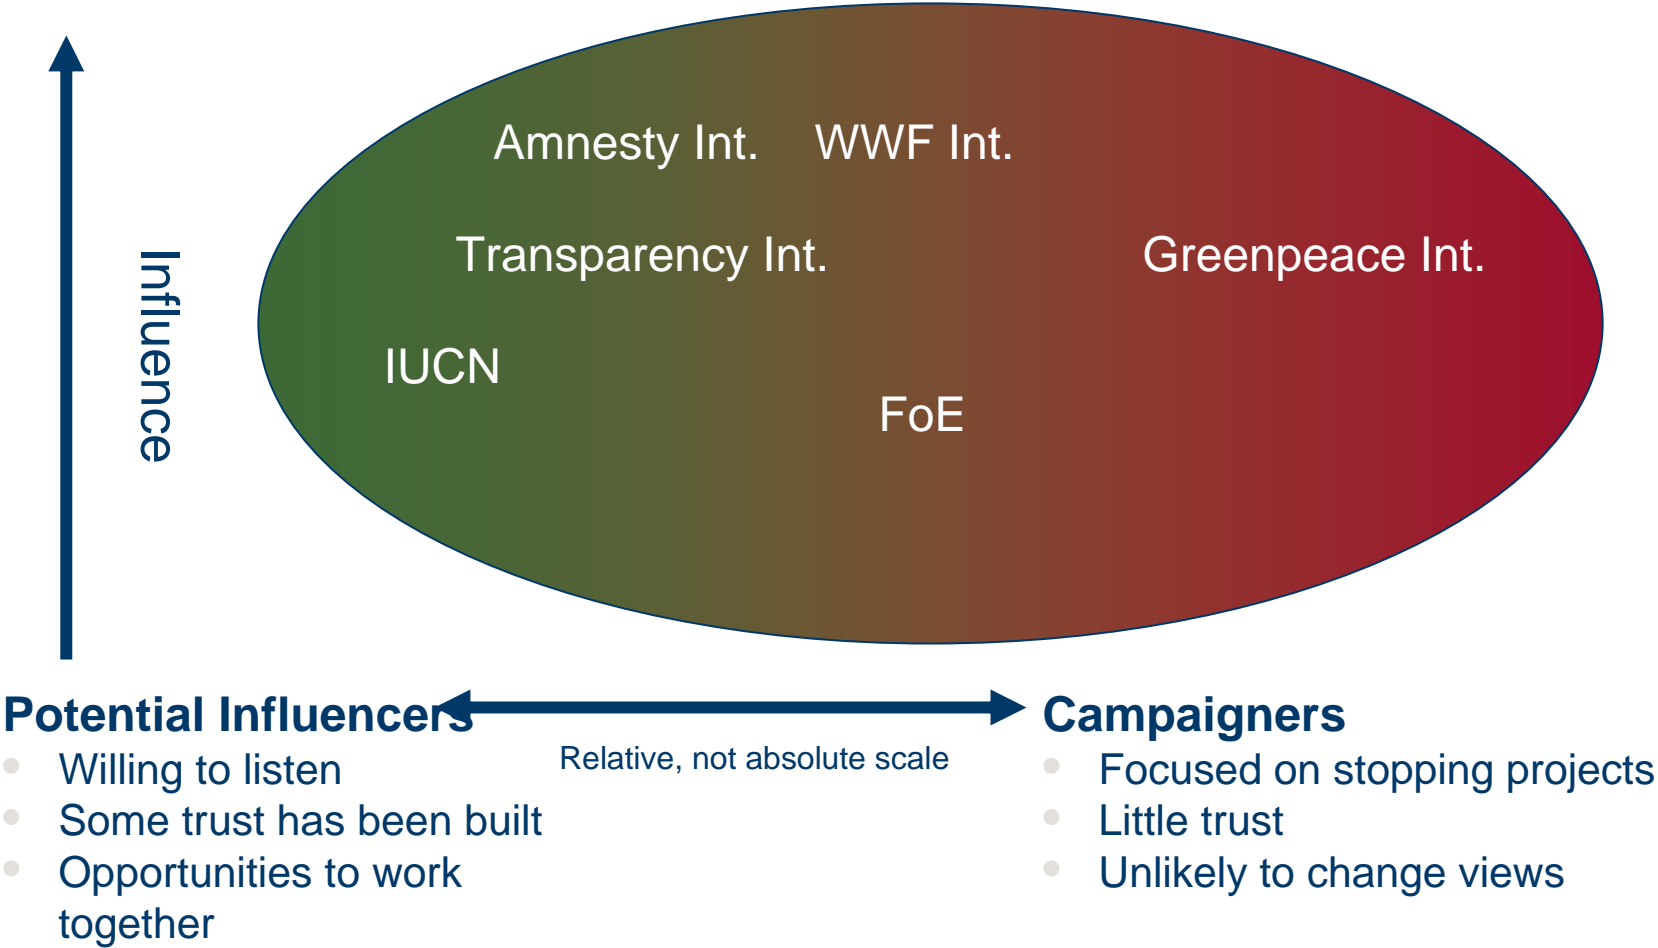 Amnesty Int. WWF Int.
Transparency Int. Greenpeace Int.
Influence
IUCN
FoE
Potential Influencers
Relative, not absolute scale
• Willing to listen
• Some trust has been built
• Opportunities to work
together
Campaigners
• Focused on stopping projects
• Little trust
• Unlikely to change views